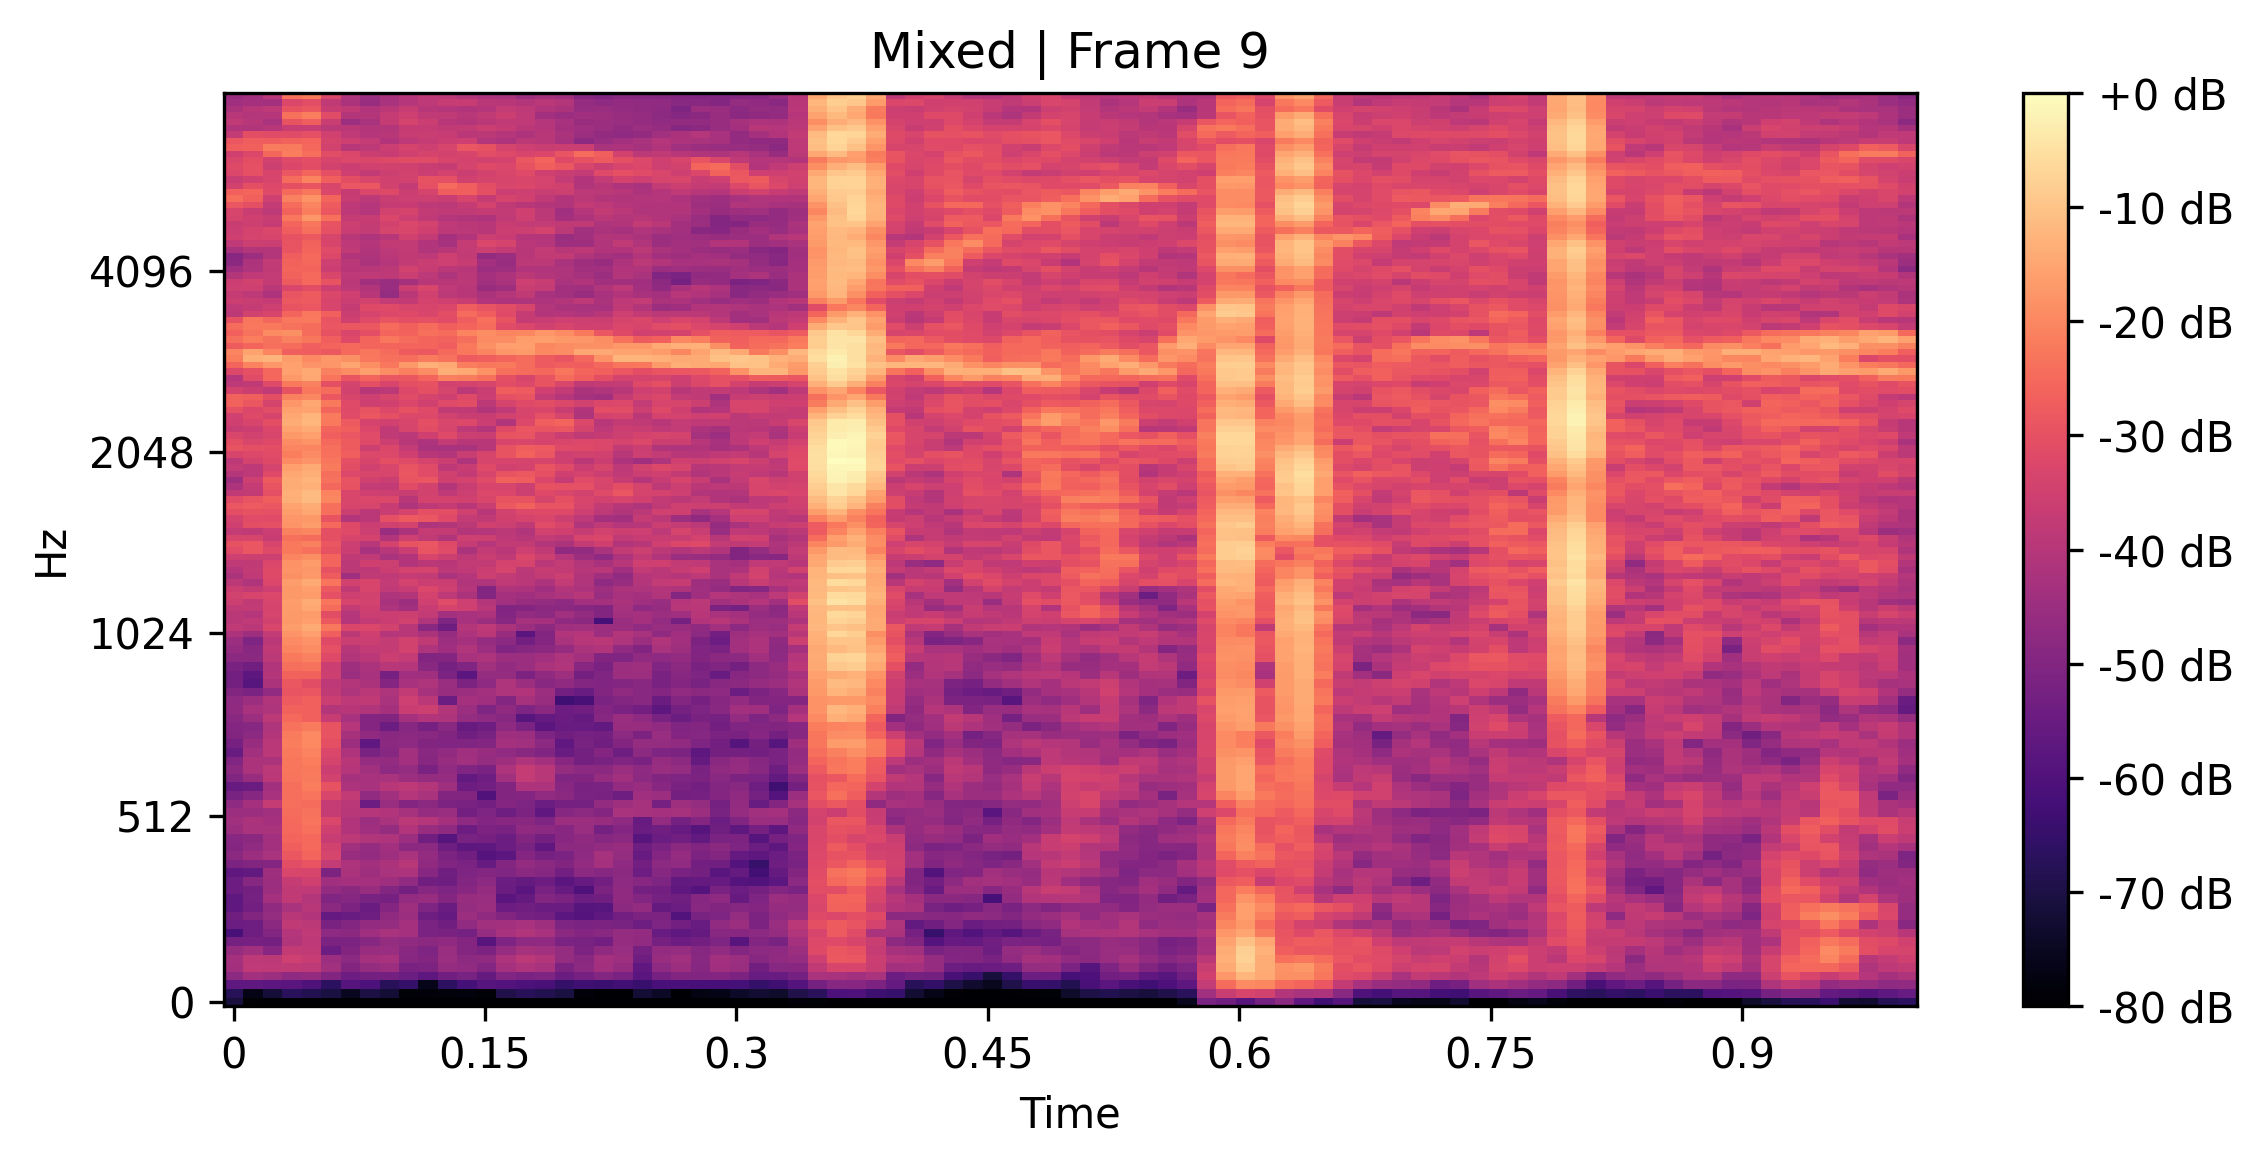 Mixed | Frame 9
+0 dB
-10 dB
-20 dB
-30 dB
-40 dB
-50 dB
-60 dB
-70 dB
-80 dB
4096
2048
1024
512
0
Hz
0 0.15 0.3 0.45 0.6 0.75 0.9
Time